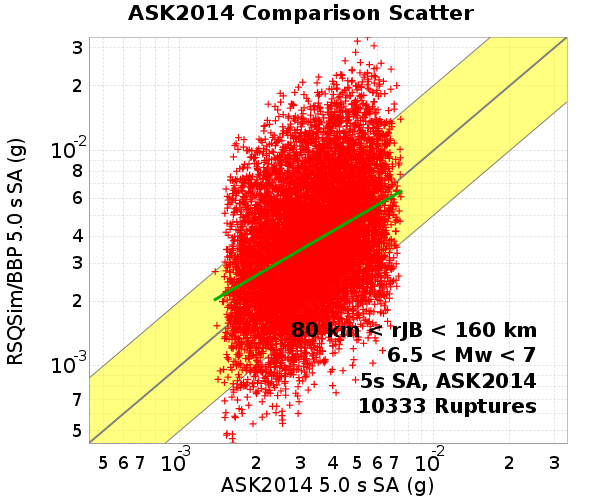 ASK2014 Comparison Scatter
RSQSim/BBP 5.0 s SA (g)
3
2
10-2
8
6
4
3
2
10-3
7
5
80 km < rJB < 160 km
6.5 < Mw < 7
5s SA, ASK2014
10333 Ruptures
5 6 7 10-3 2 3 4 5 6 7 10-2 2 3
ASK2014 5.0 s SA (g)